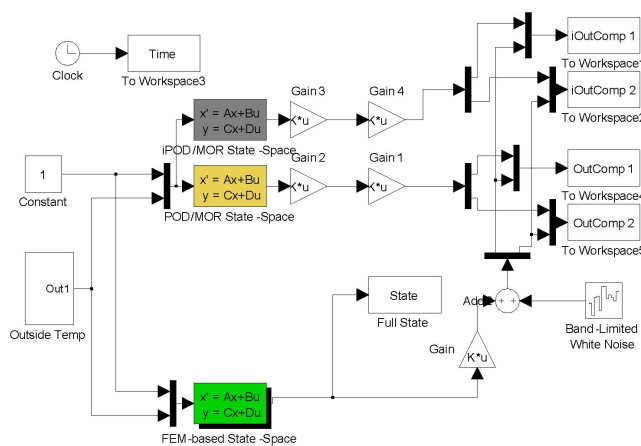 Time
Clock
To Workspace3
iOutComp 1
To Workspace1
iOutComp 2
To Workspace2
Gain 3
Gain 4
x' = Ax+Bu
y = Cx+Du
K*u
K*u
iPOD/MOR State -Space
Gain 2
Gain 1
1
Constant
x' = Ax+Bu
y = Cx+Du
K*u
K*u
POD/MOR State -Space
OutComp 1
To Workspace4
OutComp 2
To Workspace5
Out1
Outside Temp
State
Full State
+ +
Band-Limited
White Noise
Gain
K*u
x' = Ax+Bu
y = Cx+Du
FEM-based State -Space